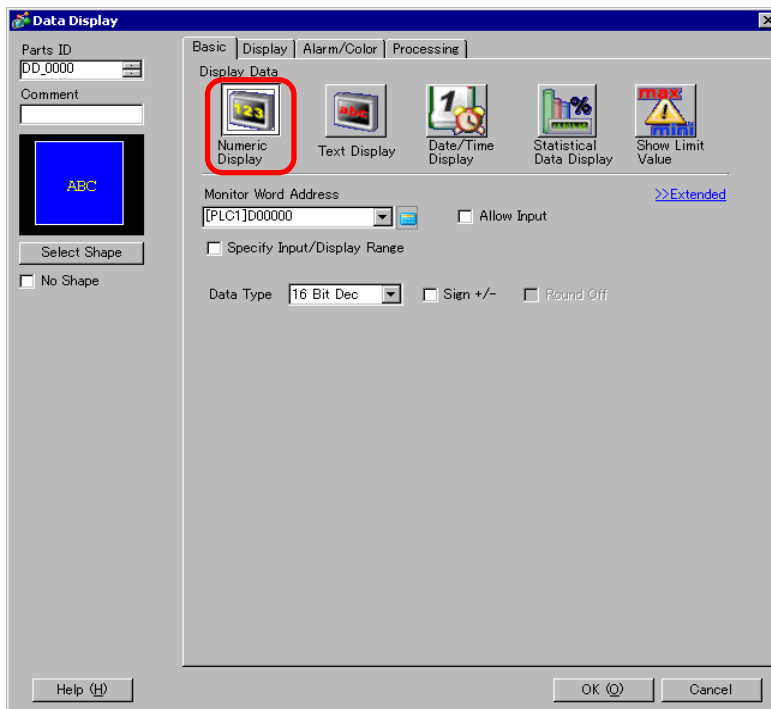 Data Display
Parts ID
DD_0000
Comment
ABC
Select Shape
No Shape
Basic Display Alarm/Color Processing
Display Data
123 abc 1 % max mini
Numeric Display
Text Display
Date/Time Display
Statistical Data Display
Show Limit Value
Monitor Word Address
>>Extended
[PLC1]D00000
Allow Input
Specify Input/Display Range
Data Type 16 Bit Dec Sign +/- Round Off
Help (H) OK (O) Cancel